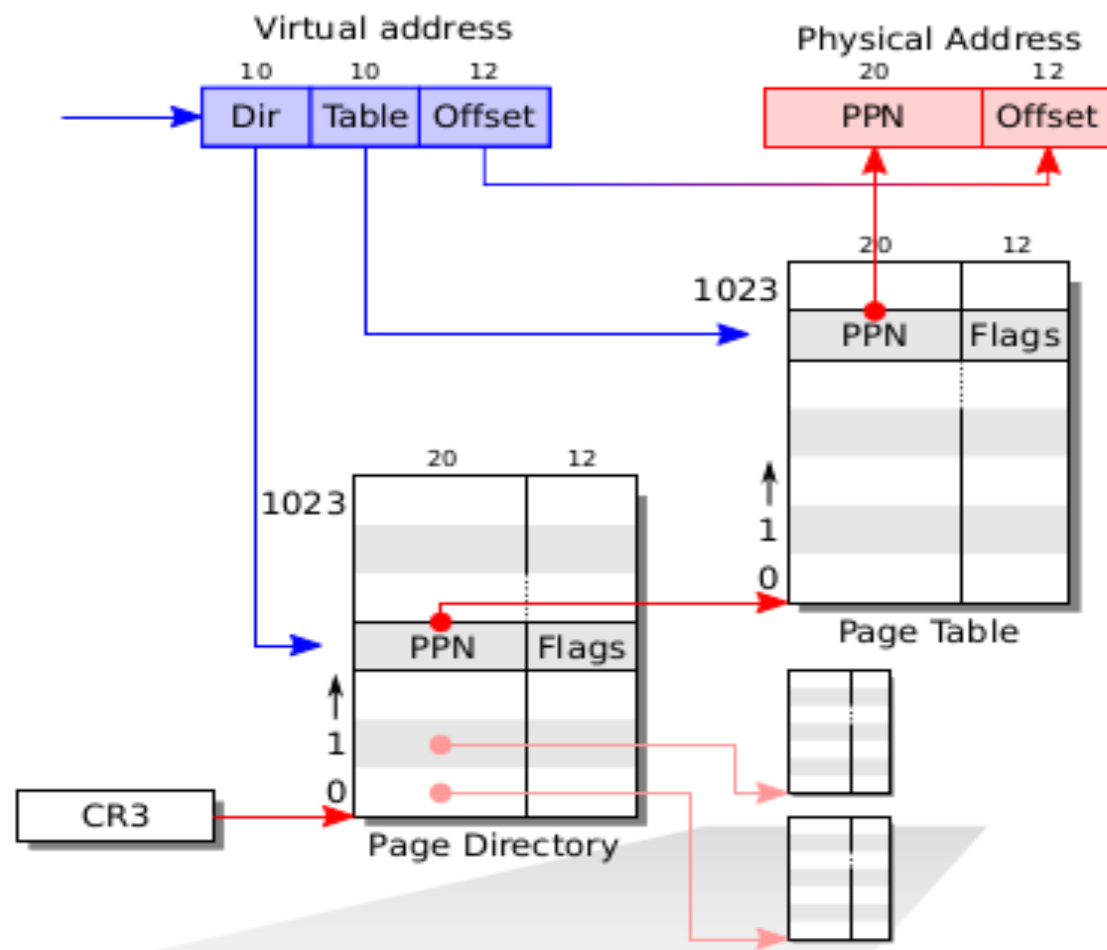 Virtual address
10 10 12
Dir Table Offset
Physical Address
20 12
PPN Offset
20 12
1023
PPN Flags
1
0
Page Table
20 12
1023
PPN Flags
1
0
Page Directory
CR3